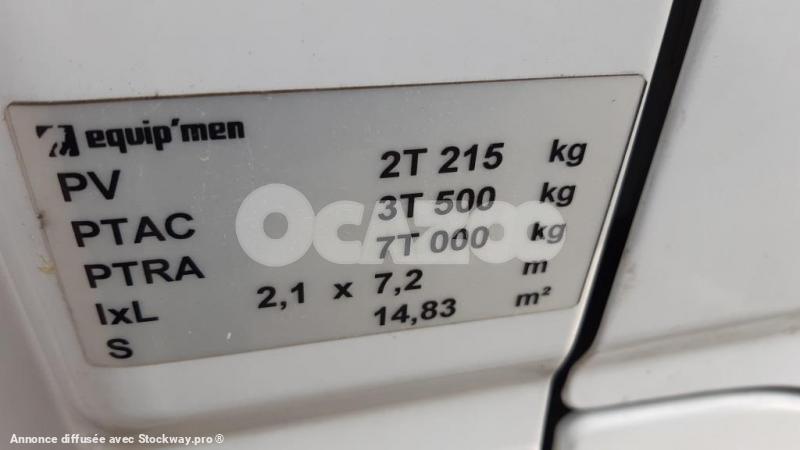 equip'men
PV 2T 215 kg
PTAC 3T 500 kg
PTRA 7T 000 kg
lxL 2,1 x 7,2 m
S 14,83 m²
OCAZOO
Annonce diffusée avec Stockway.pro®